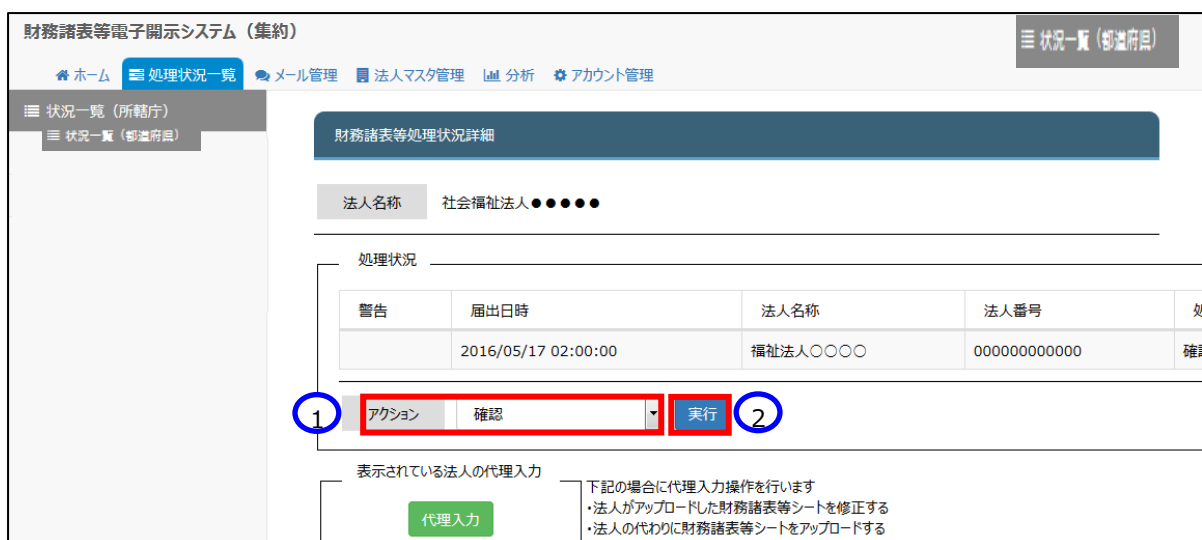 財務諸表等電子開示システム（集約）
状況一覧（都道府県）
ホーム 処理状況一覧 メール管理 法人マスタ管理 分析 アカウント管理
状況一覧（所轄庁）
状況一覧（都道府県）
財務諸表等処理状況詳細
法人名称 社会福祉法人●●●●●
処理状況
警告 届出日時 法人名称 法人番号
2016/05/17 02:00:00 福祉法人○○○○ 000000000000
1 アクション 確認 実行 2
表示されている法人の代理入力
代理入力
下記の場合に代理入力操作を行います
・法人がアップロードした財務諸表等シートを修正する
・法人の代わりに財務諸表等シートをアップロードする